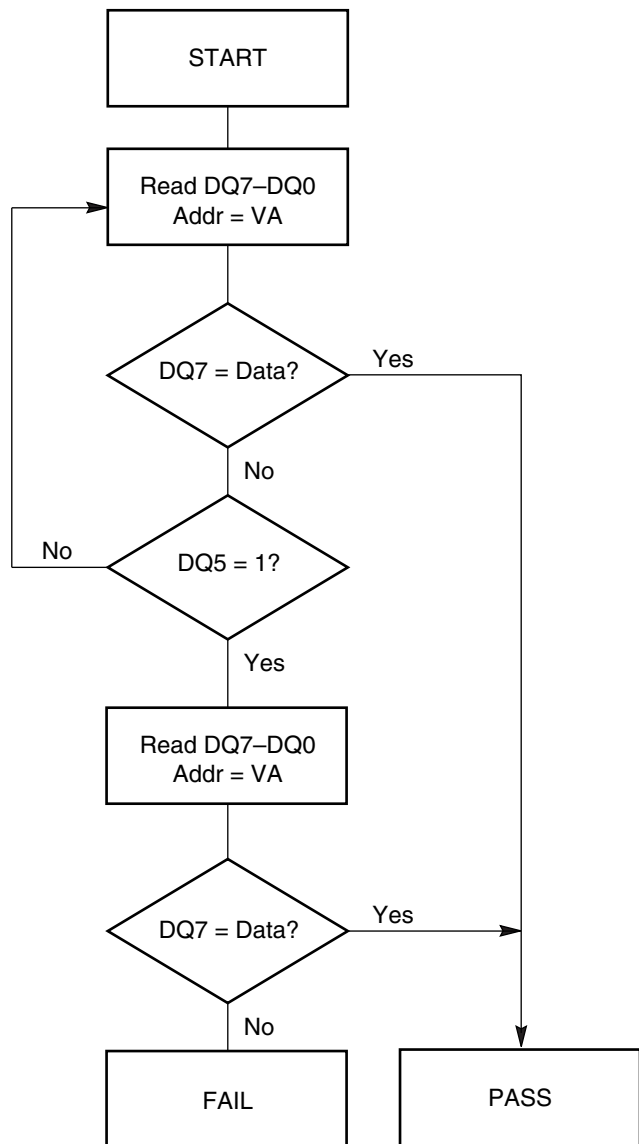 START
Read DQ7–DQ0
Addr = VA
DQ7 = Data?
Yes
No
No
DQ5 = 1?
Yes
Read DQ7–DQ0
Addr = VA
DQ7 = Data?
Yes
No
FAIL
PASS